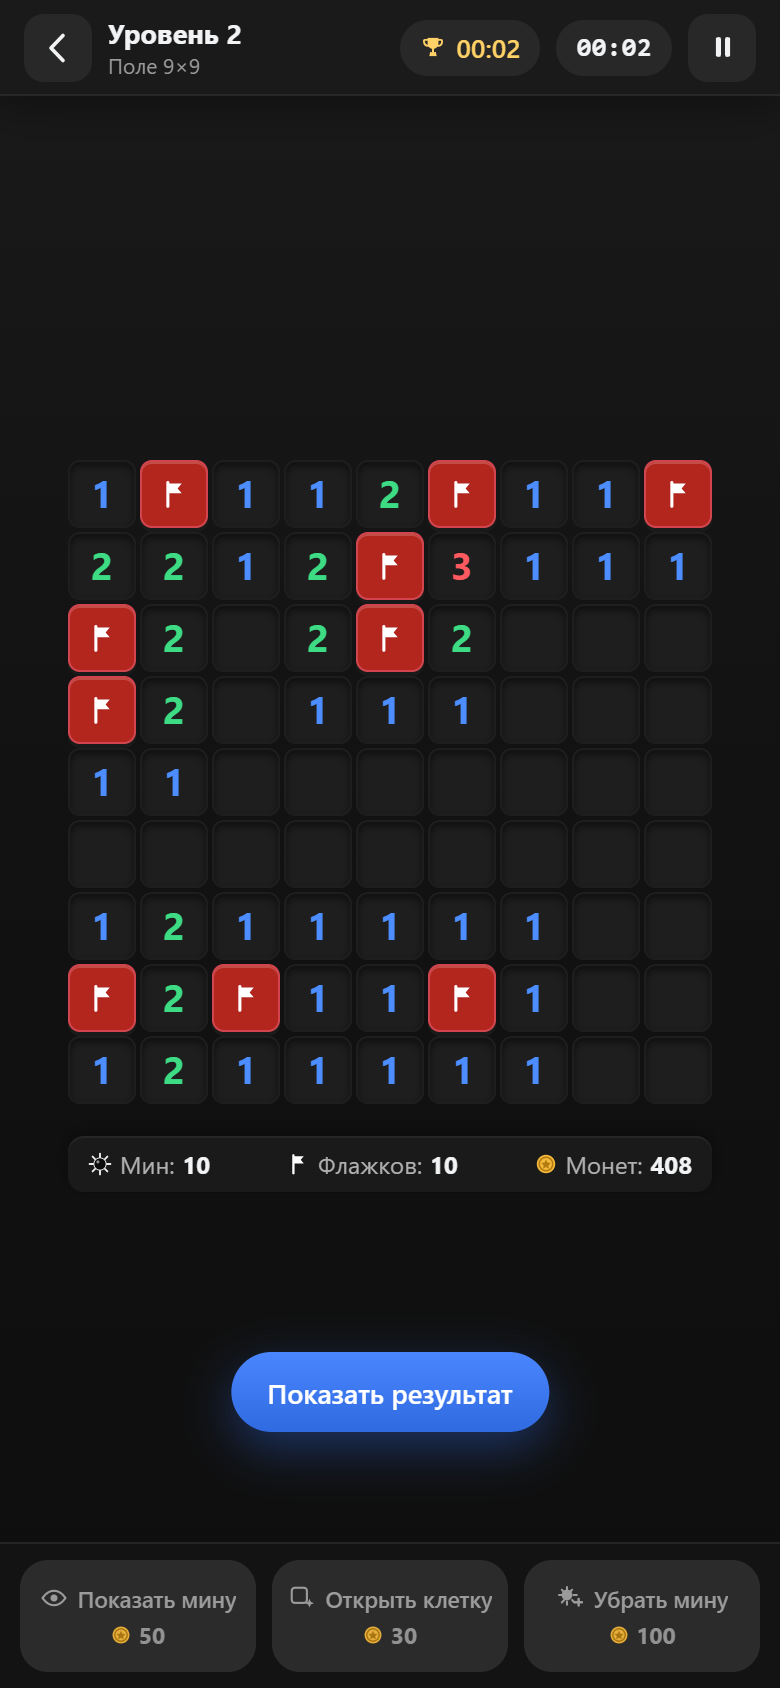 Уровень 2
Поле 9×9
00:02
00:02
1 1 1 2 1 1
2 2 1 2 3 1 1 1
2 2 2
2 1 1 1
1 1
1 2 1 1 1 1 1
2 1 1 1
1 2 1 1 1 1 1
Мин: 10 Флажков: 10 Монет: 408
Показать результат
Показать мину
50
Открыть клетку
30
Убрать мину
100